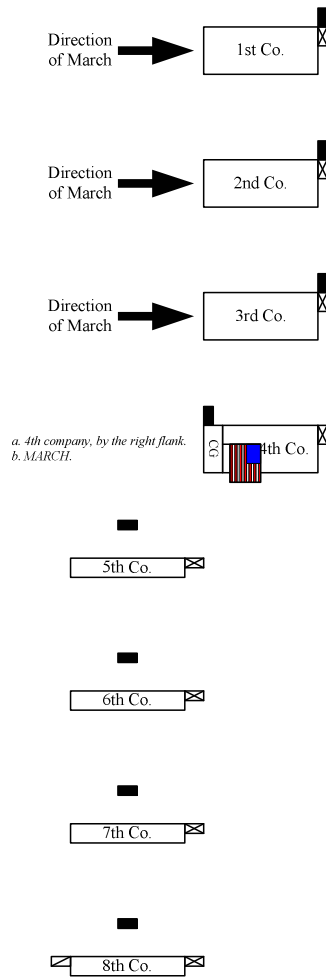 Direction
of March
1st Co.
Direction
of March
2nd Co.
Direction
of March
3rd Co.
a. 4th company, by the right flank.
b. MARCH.
CG
4th Co.
5th Co.
6th Co.
7th Co.
8th Co.